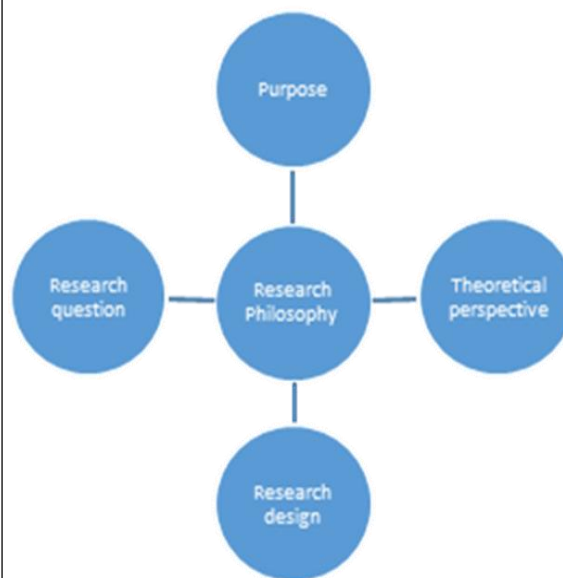 Purpose
Research
question
Research
Philosophy
Theoretical
perspective
Research
design